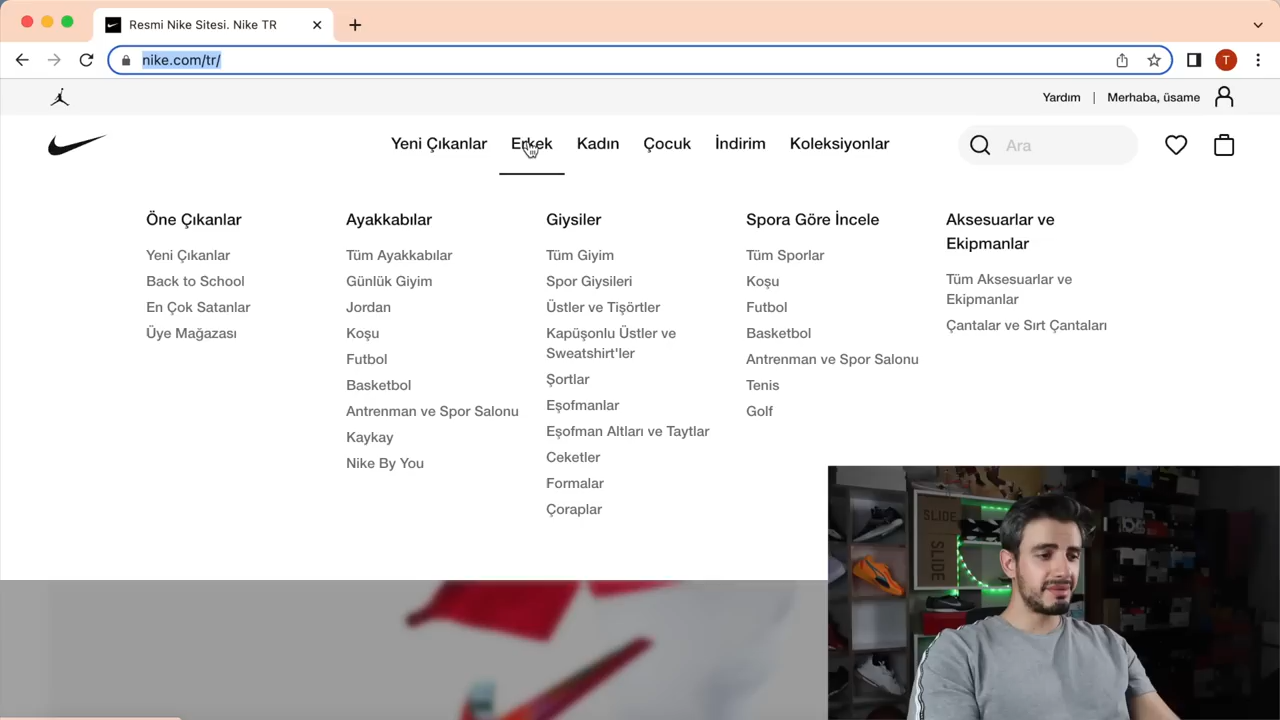 Resmi Nike Sitesi. Nike TR
nike.com/tr/
T
Yardım | Merhaba, üsame
Yeni Çıkanlar Erkek Kadın Çocuk İndirim Koleksiyonlar
Ara
Öne Çıkanlar
Yeni Çıkanlar
Back to School
En Çok Satanlar
Üye Mağazası
Ayakkabılar
Tüm Ayakkabılar
Günlük Giyim
Jordan
Koşu
Futbol
Basketbol
Antrenman ve Spor Salonu
Kaykay
Nike By You
Giysiler
Tüm Giyim
Spor Giysileri
Üstler ve Tişörtler
Kapüşonlu Üstler ve
Sweatshirt'ler
Şortlar
Eşofmanlar
Eşofman Altları ve Taytlar
Ceketler
Formalar
Çoraplar
Spora Göre İncele
Tüm Sporlar
Koşu
Futbol
Basketbol
Antrenman ve Spor Salonu
Tenis
Golf
Aksesuarlar ve
Ekipmanlar
Tüm Aksesuarlar ve
Ekipmanlar
Çantalar ve Sırt Çantaları
SLIDE
SLIDE